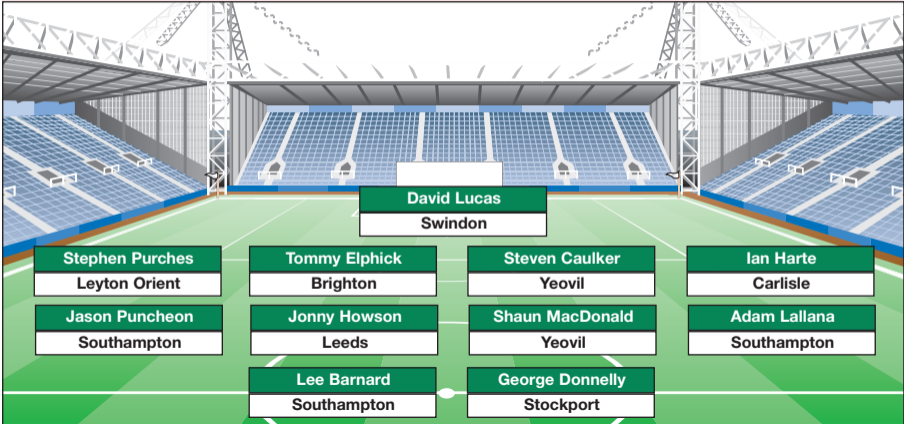 David Lucas
Swindon
Stephen Purches
Leyton Orient
Tommy Elphick
Brighton
Steven Caulker
Yeovil
Ian Harte
Carlisle
Jason Puncheon
Southampton
Jonny Howson
Leeds
Shaun MacDonald
Yeovil
Adam Lallana
Southampton
Lee Barnard
Southampton
George Donnelly
Stockport